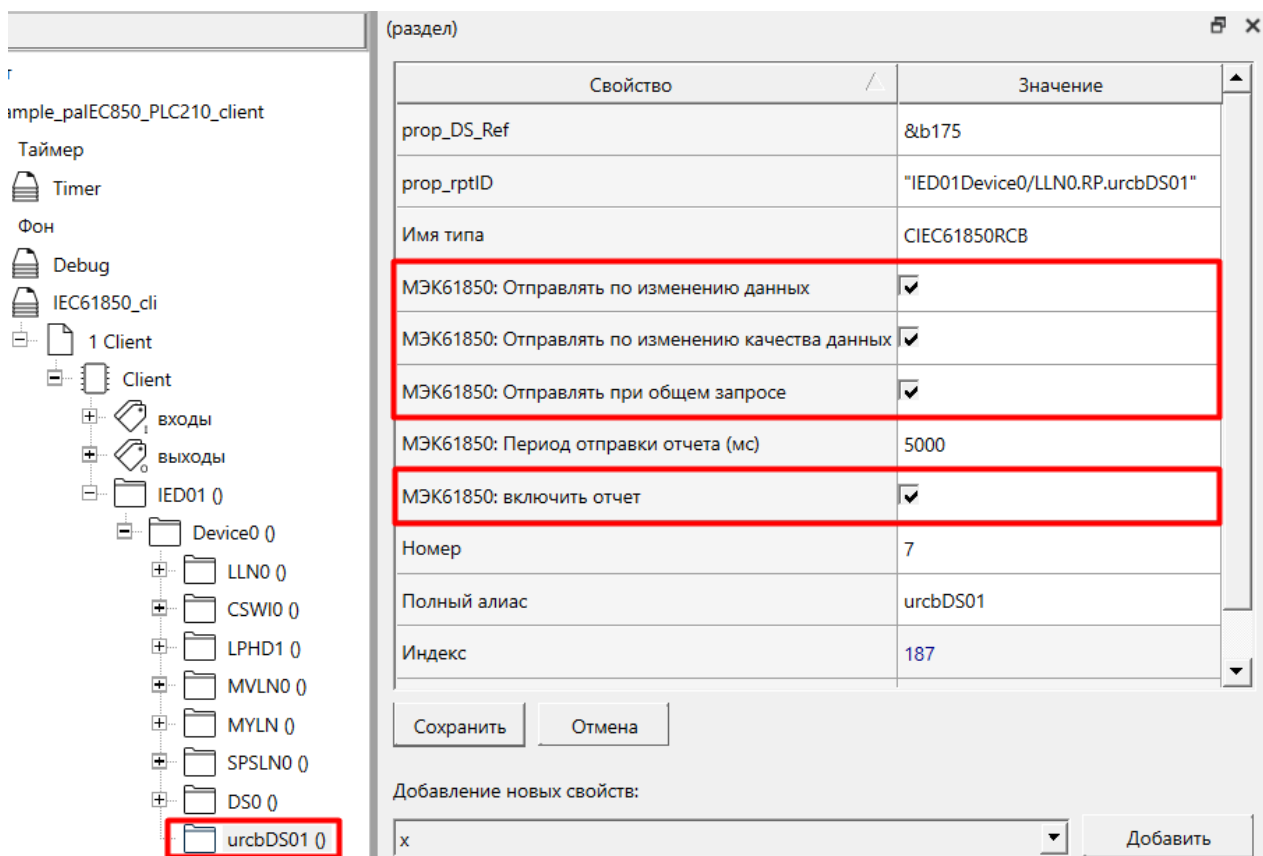 (раздел)
т
ample_paIEC850_PLC210_client
Таймер
Timer
Фон
Debug
IEC61850_cli
1 Client
Client
входы
выходы
IED01 ()
Device0 ()
LLN0 ()
CSWI0 ()
LPHD1 ()
MVLN0 ()
MYLN ()
SPSLN0 ()
DS0 ()
urcbDS01 ()
Свойство Значение
prop_DS_Ref &b175
prop_rptID "IED01Device0/LLN0.RP.urcbDS01"
Имя типа CIEC61850RCB
МЭК61850: Отправлять по изменению данных
МЭК61850: Отправлять по изменению качества данных
МЭК61850: Отправлять при общем запросе
МЭК61850: Период отправки отчета (мс) 5000
МЭК61850: включить отчет
Номер 7
Полный алиас urcbDS01
Индекс 187
Сохранить Отмена
Добавление новых свойств:
x Добавить